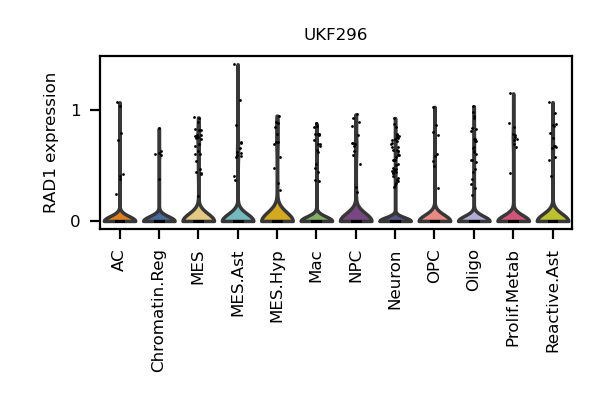 UKF296
RAD1 expression
1
0
AC
Chromatin.Reg
MES
MES.Ast
MES.Hyp
Mac
NPC
Neuron
OPC
Oligo
Prolif.Metab
Reactive.Ast